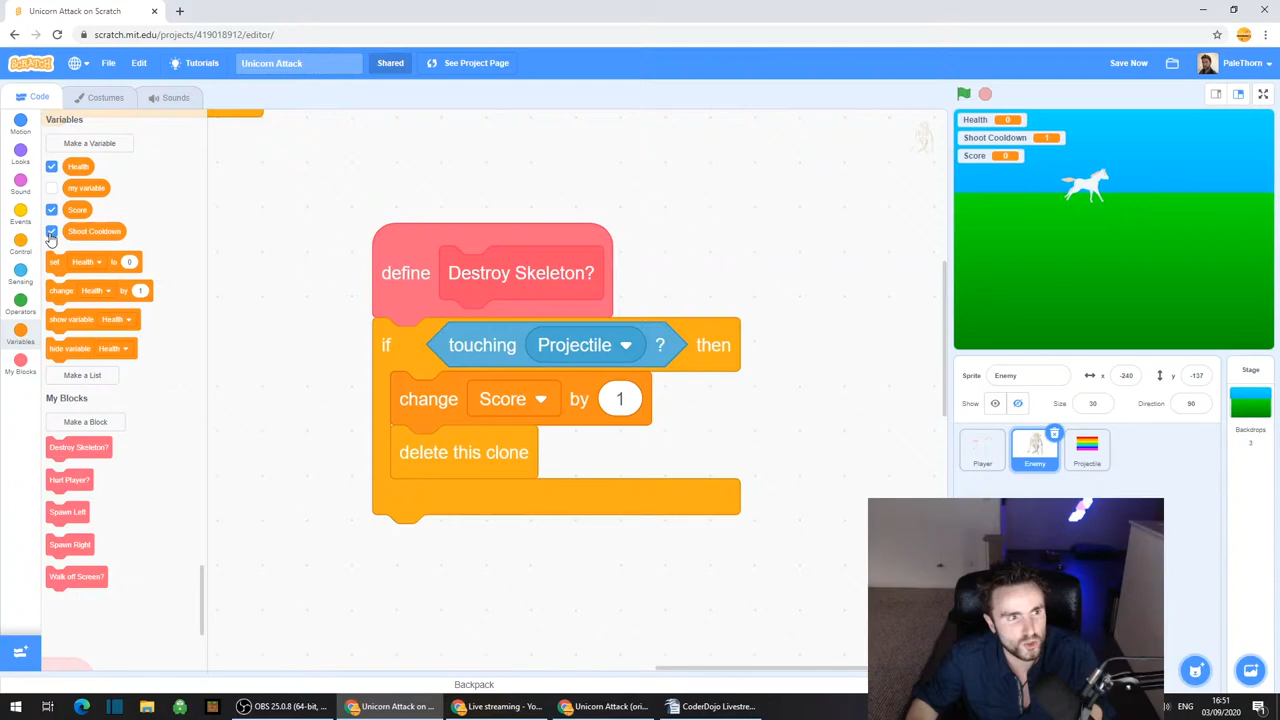 Unicorn Attack on Scratch
scratch.mit.edu/projects/419018912/editor/
SCRATCH
File
Edit
Tutorials
Unicorn Attack
Shared
See Project Page
Save Now
PaleThorn
Code
Costumes
Sounds
Motion
Looks
Sound
Events
Control
Sensing
Operators
Variables
My Blocks
Variables
Make a Variable
Health
my variable
Score
Shoot Cooldown
set Health to 0
change Health by 1
show variable Health
hide variable Health
Make a List
My Blocks
Make a Block
Destroy Skeleton?
Hurt Player?
Spawn Left
Spawn Right
Walk off Screen?
define Destroy Skeleton?
if touching Projectile ? then
change Score by 1
delete this clone
Health 0
Shoot Cooldown 1
Score 0
Sprite Enemy x -240 y -137
Show Size 30 Direction 90
Player
Enemy
Projectile
Stage
Backdrops
3
Backpack
OBS 25.0.8 (64-bit, ...
Unicorn Attack on ...
Live streaming - Yo...
Unicorn Attack (ori...
CoderDojo Livestre...
16:51
03/09/2020